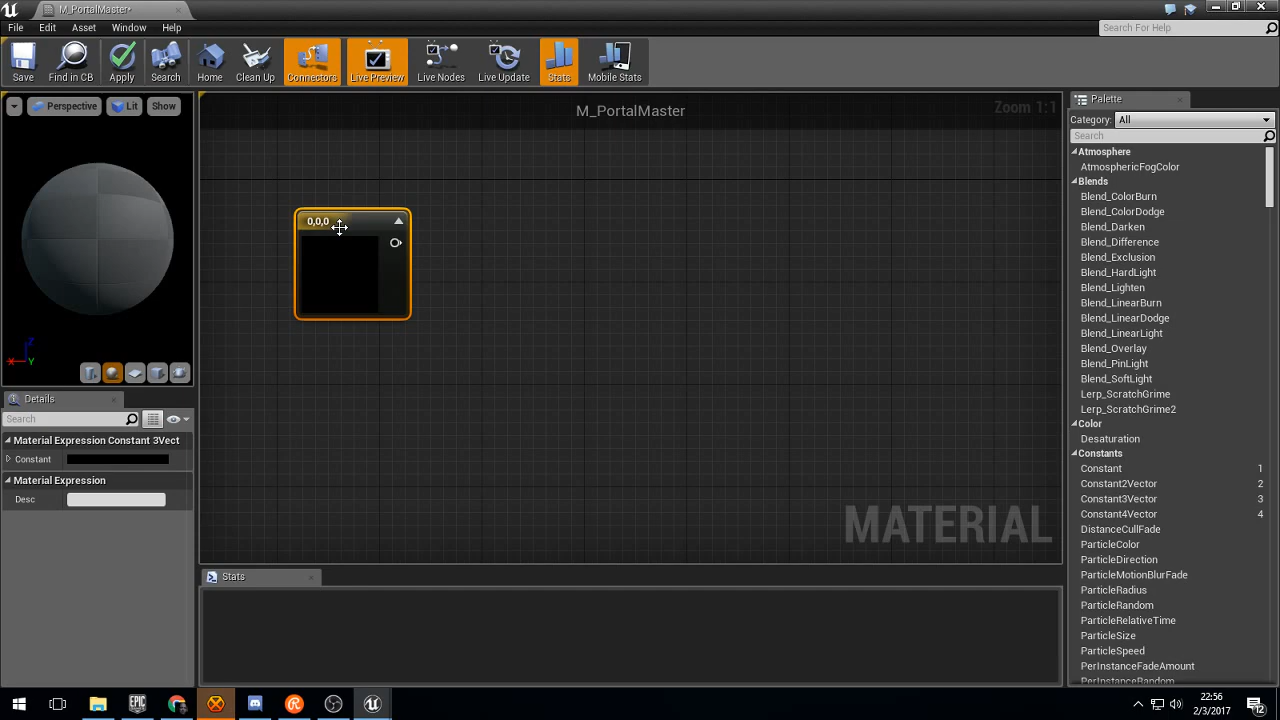 M_PortalMaster*
File Edit Asset Window Help
Search For Help
Save Find in CB Apply Search Home Clean Up Connectors Live Preview Live Nodes Live Update Stats Mobile Stats
Perspective Lit Show
M_PortalMaster
Zoom 1:1
0,0,0
Z
X Y
MATERIAL
Details
Search
Material Expression Constant 3Vect
Constant
Material Expression
Desc
Stats
Palette
Category: All
Search
Atmosphere
AtmosphericFogColor
Blends
Blend_ColorBurn
Blend_ColorDodge
Blend_Darken
Blend_Difference
Blend_Exclusion
Blend_HardLight
Blend_Lighten
Blend_LinearBurn
Blend_LinearDodge
Blend_LinearLight
Blend_Overlay
Blend_PinLight
Blend_SoftLight
Lerp_ScratchGrime
Lerp_ScratchGrime2
Color
Desaturation
Constants
Constant 1
Constant2Vector 2
Constant3Vector 3
Constant4Vector 4
DistanceCullFade
ParticleColor
ParticleDirection
ParticleMotionBlurFade
ParticleRadius
ParticleRandom
ParticleRelativeTime
ParticleSize
ParticleSpeed
PerInstanceFadeAmount
PerInstanceRandom
EPIC
22:56
2/3/2017
12